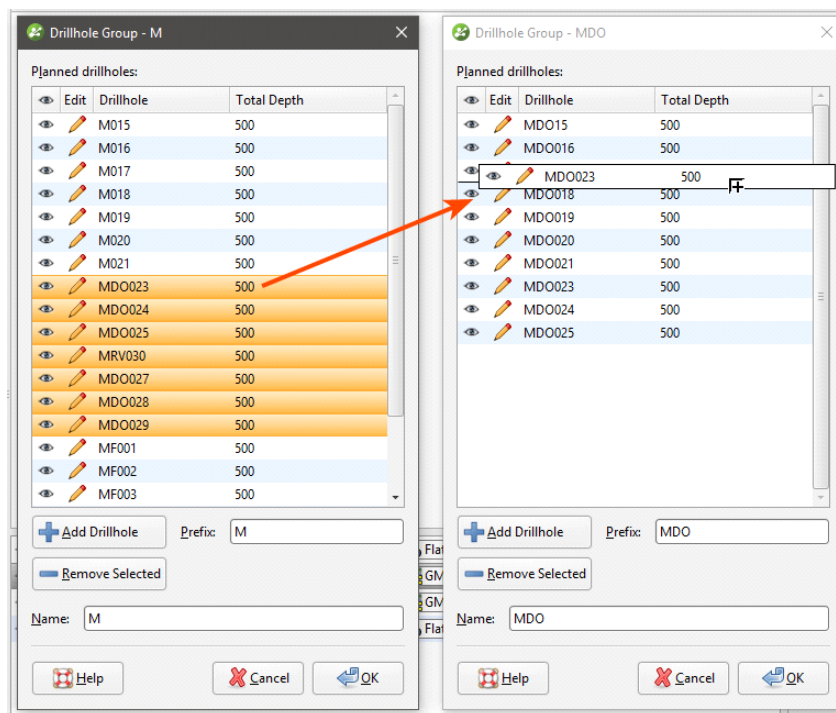 Drillhole Group - M
Planned drillholes:
Edit Drillhole Total Depth
M015 500
M016 500
M017 500
M018 500
M019 500
M020 500
M021 500
MDO023 500
MDO024 500
MDO025 500
MRV030 500
MDO027 500
MDO028 500
MDO029 500
MF001 500
MF002 500
MF003 500
Add Drillhole Prefix: M
Remove Selected
Name: M
Help Cancel OK
Flat
GM
GM
Flat
Drillhole Group - MDO
Planned drillholes:
Edit Drillhole Total Depth
MDO15 500
MDO016 500
MDO023 500
MDO018 500
MDO019 500
MDO020 500
MDO021 500
MDO023 500
MDO024 500
MDO025 500
Add Drillhole Prefix: MDO
Remove Selected
Name: MDO
Help Cancel OK